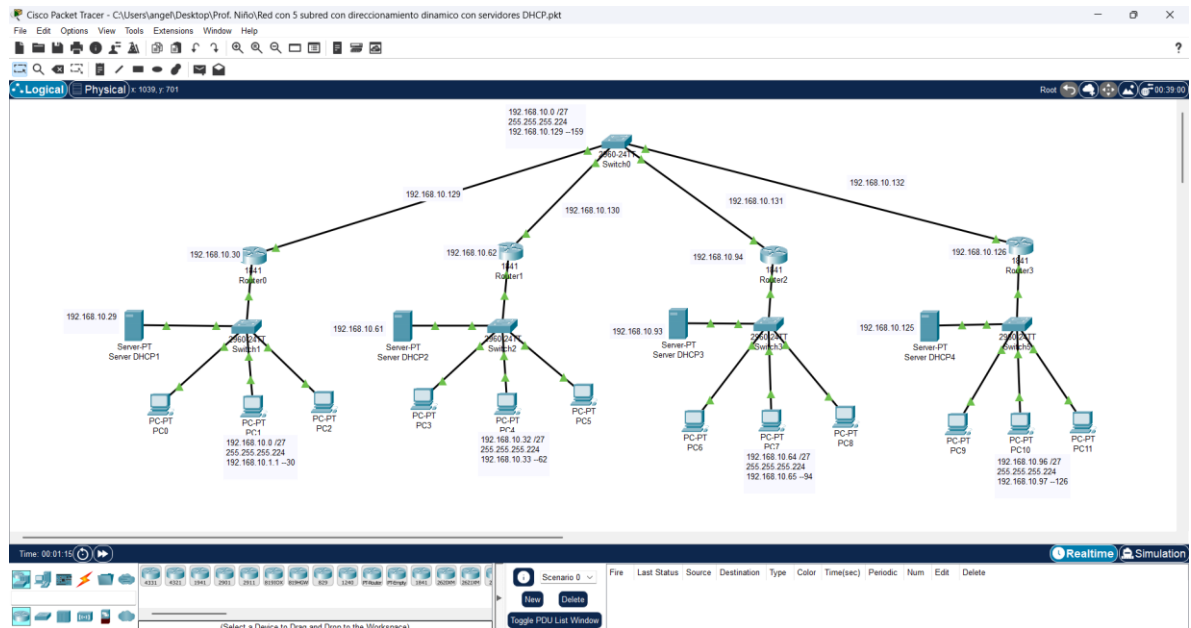 Cisco Packet Tracer - C:\Users\angel\Desktop\Prof. Niño\Red con 5 subred con direccionamiento dinamico con servidores DHCP.pkt
File Edit Options View Tools Extensions Window Help
Logical Physical x: 1039, y: 701 Root 00:39:00
192.168.10.0 /27
255.255.255.224
192.168.10.129 --159
2960-24TT
Switch0
192.168.10.129
192.168.10.130
192.168.10.131
192.168.10.132
192.168.10.30
1841
Router0
192.168.10.62
1841
Router1
192.168.10.94
1841
Router2
192.168.10.126
1841
Router3
192.168.10.29
Server-PT
Server DHCP1
2960-24TT
Switch1
192.168.10.61
Server-PT
Server DHCP2
2960-24TT
Switch2
192.168.10.93
Server-PT
Server DHCP3
2960-24TT
Switch3
192.168.10.125
Server-PT
Server DHCP4
2960-24TT
PC-PT
PC0
PC-PT
PC1
PC-PT
PC2
192.168.10.0 /27
255.255.255.224
192.168.10.1.1 --30
PC-PT
PC3
PC-PT
PC4
PC-PT
PC5
192.168.10.32 /27
255.255.255.224
192.168.10.33 --62
PC-PT
PC6
PC-PT
PC7
PC-PT
PC8
192.168.10.64 /27
255.255.255.224
192.168.10.65 --94
PC-PT
PC9
PC-PT
PC10
PC-PT
PC11
192.168.10.96 /27
255.255.255.224
192.168.10.97 --126
Time: 00:01:15
Realtime Simulation
4331 4321 1941 2901 2911 819IOX 819HGW 829 1240 PT-Router PT-Empty 1841 2620XM 2621XM
(Select a Device to Drag and Drop to the Workspace)
Scenario 0
New Delete
Toggle PDU List Window
Fire Last Status Source Destination Type Color Time(sec) Periodic Num Edit Delete